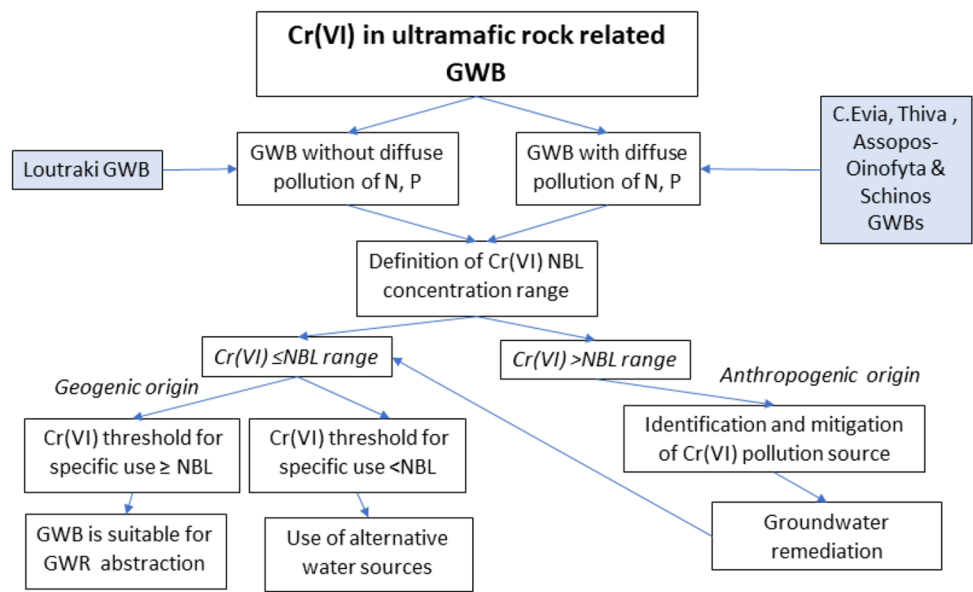 Cr(VI) in ultramafic rock related
GWB
C.Evia, Thiva ,
Assopos-
Oinofyta &
Schinos
GWBs
Loutraki GWB
GWB without diffuse
pollution of N, P
GWB with diffuse
pollution of N, P
Definition of Cr(VI) NBL
concentration range
Cr(VI) ≤NBL range
Cr(VI) >NBL range
Geogenic origin
Anthropogenic origin
Cr(VI) threshold for
specific use ≥ NBL
Cr(VI) threshold for
specific use <NBL
Identification and mitigation
of Cr(VI) pollution source
GWB is suitable for
GWR abstraction
Use of alternative
water sources
Groundwater
remediation